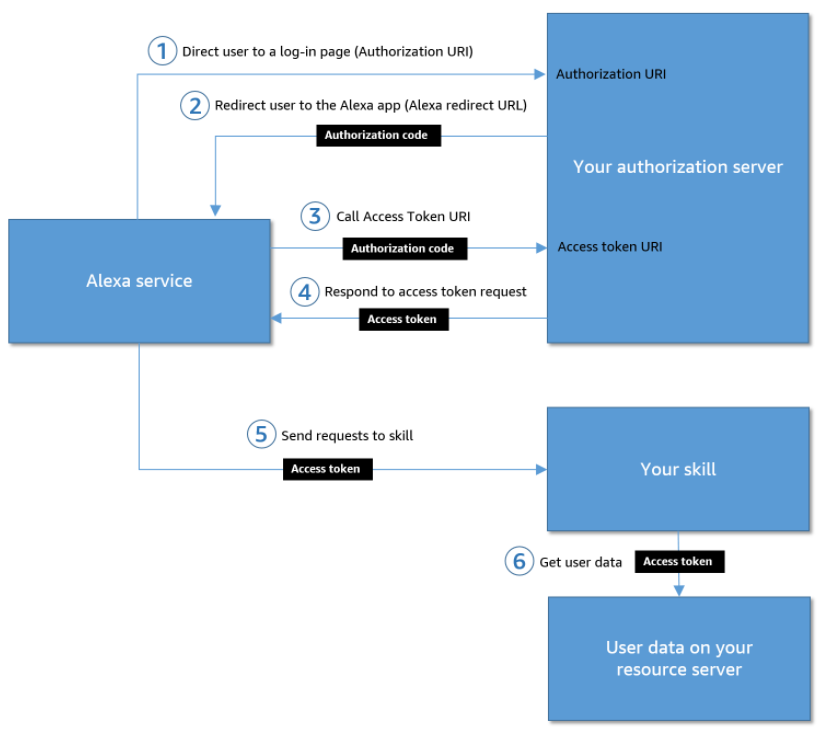 1 Direct user to a log-in page (Authorization URI)
Authorization URI
2 Redirect user to the Alexa app (Alexa redirect URL)
Authorization code
Your authorization server
3 Call Access Token URI
Authorization code
Access token URI
Alexa service
4 Respond to access token request
Access token
5 Send requests to skill
Access token
Your skill
6 Get user data
Access token
User data on your
resource server